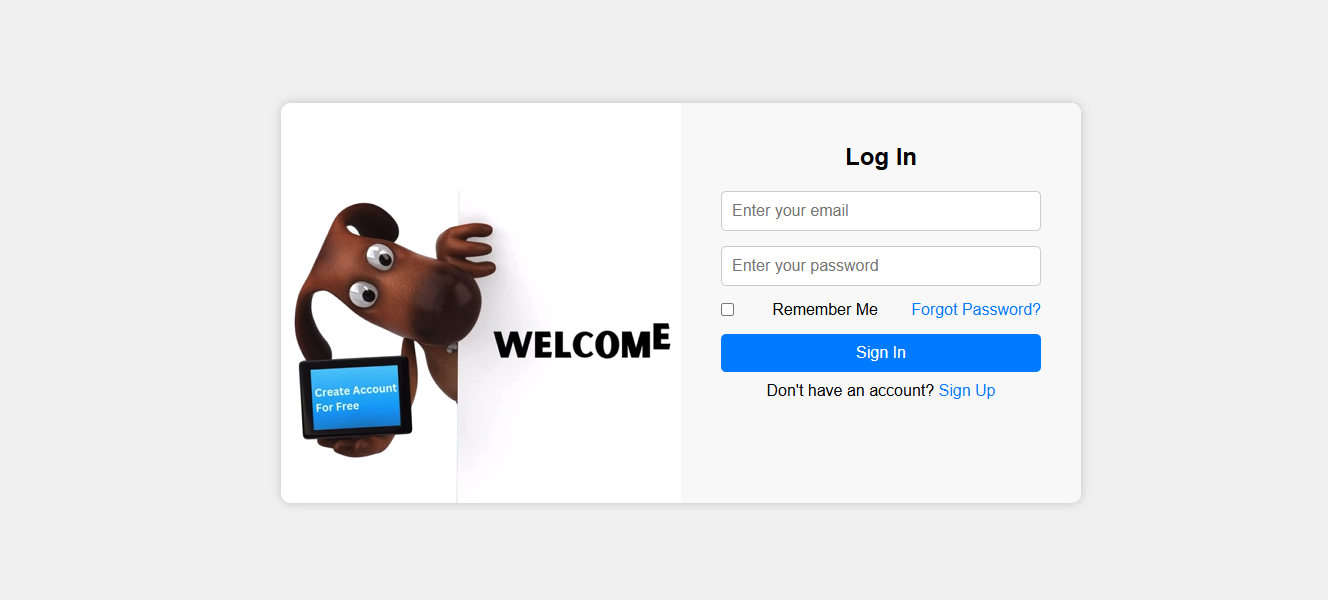 Create Account
For Free
WELCOME
Log In
Enter your email
Enter your password
Remember Me Forgot Password?
Sign In
Don't have an account? Sign Up